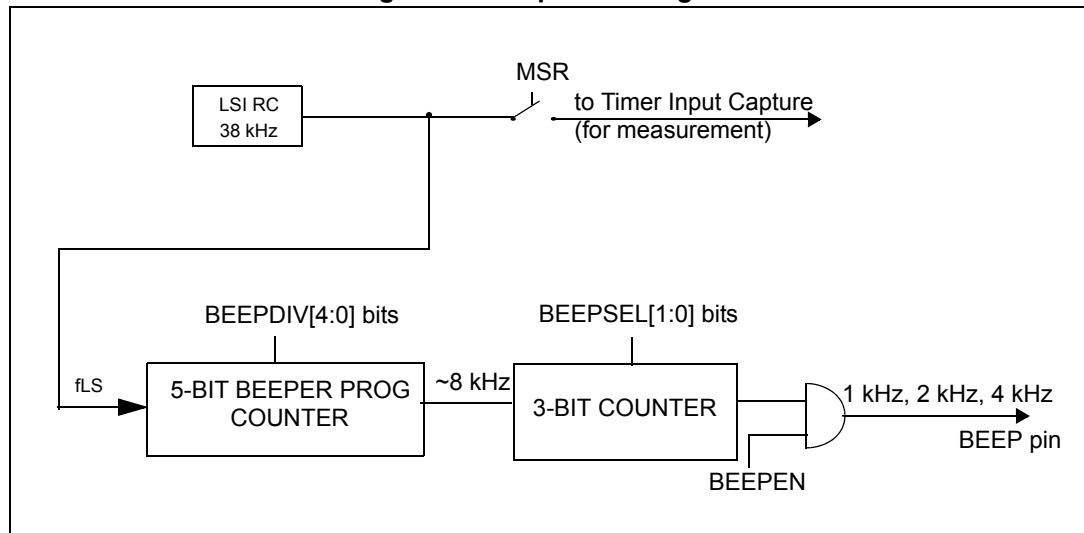 MSR
LSI RC
38 kHz
to Timer Input Capture
(for measurement)
BEEPDIV[4:0] bits
BEEPSEL[1:0] bits
fLS
5-BIT BEEPER PROG
COUNTER
~8 kHz
3-BIT COUNTER
1 kHz, 2 kHz, 4 kHz
BEEP pin
BEEPEN